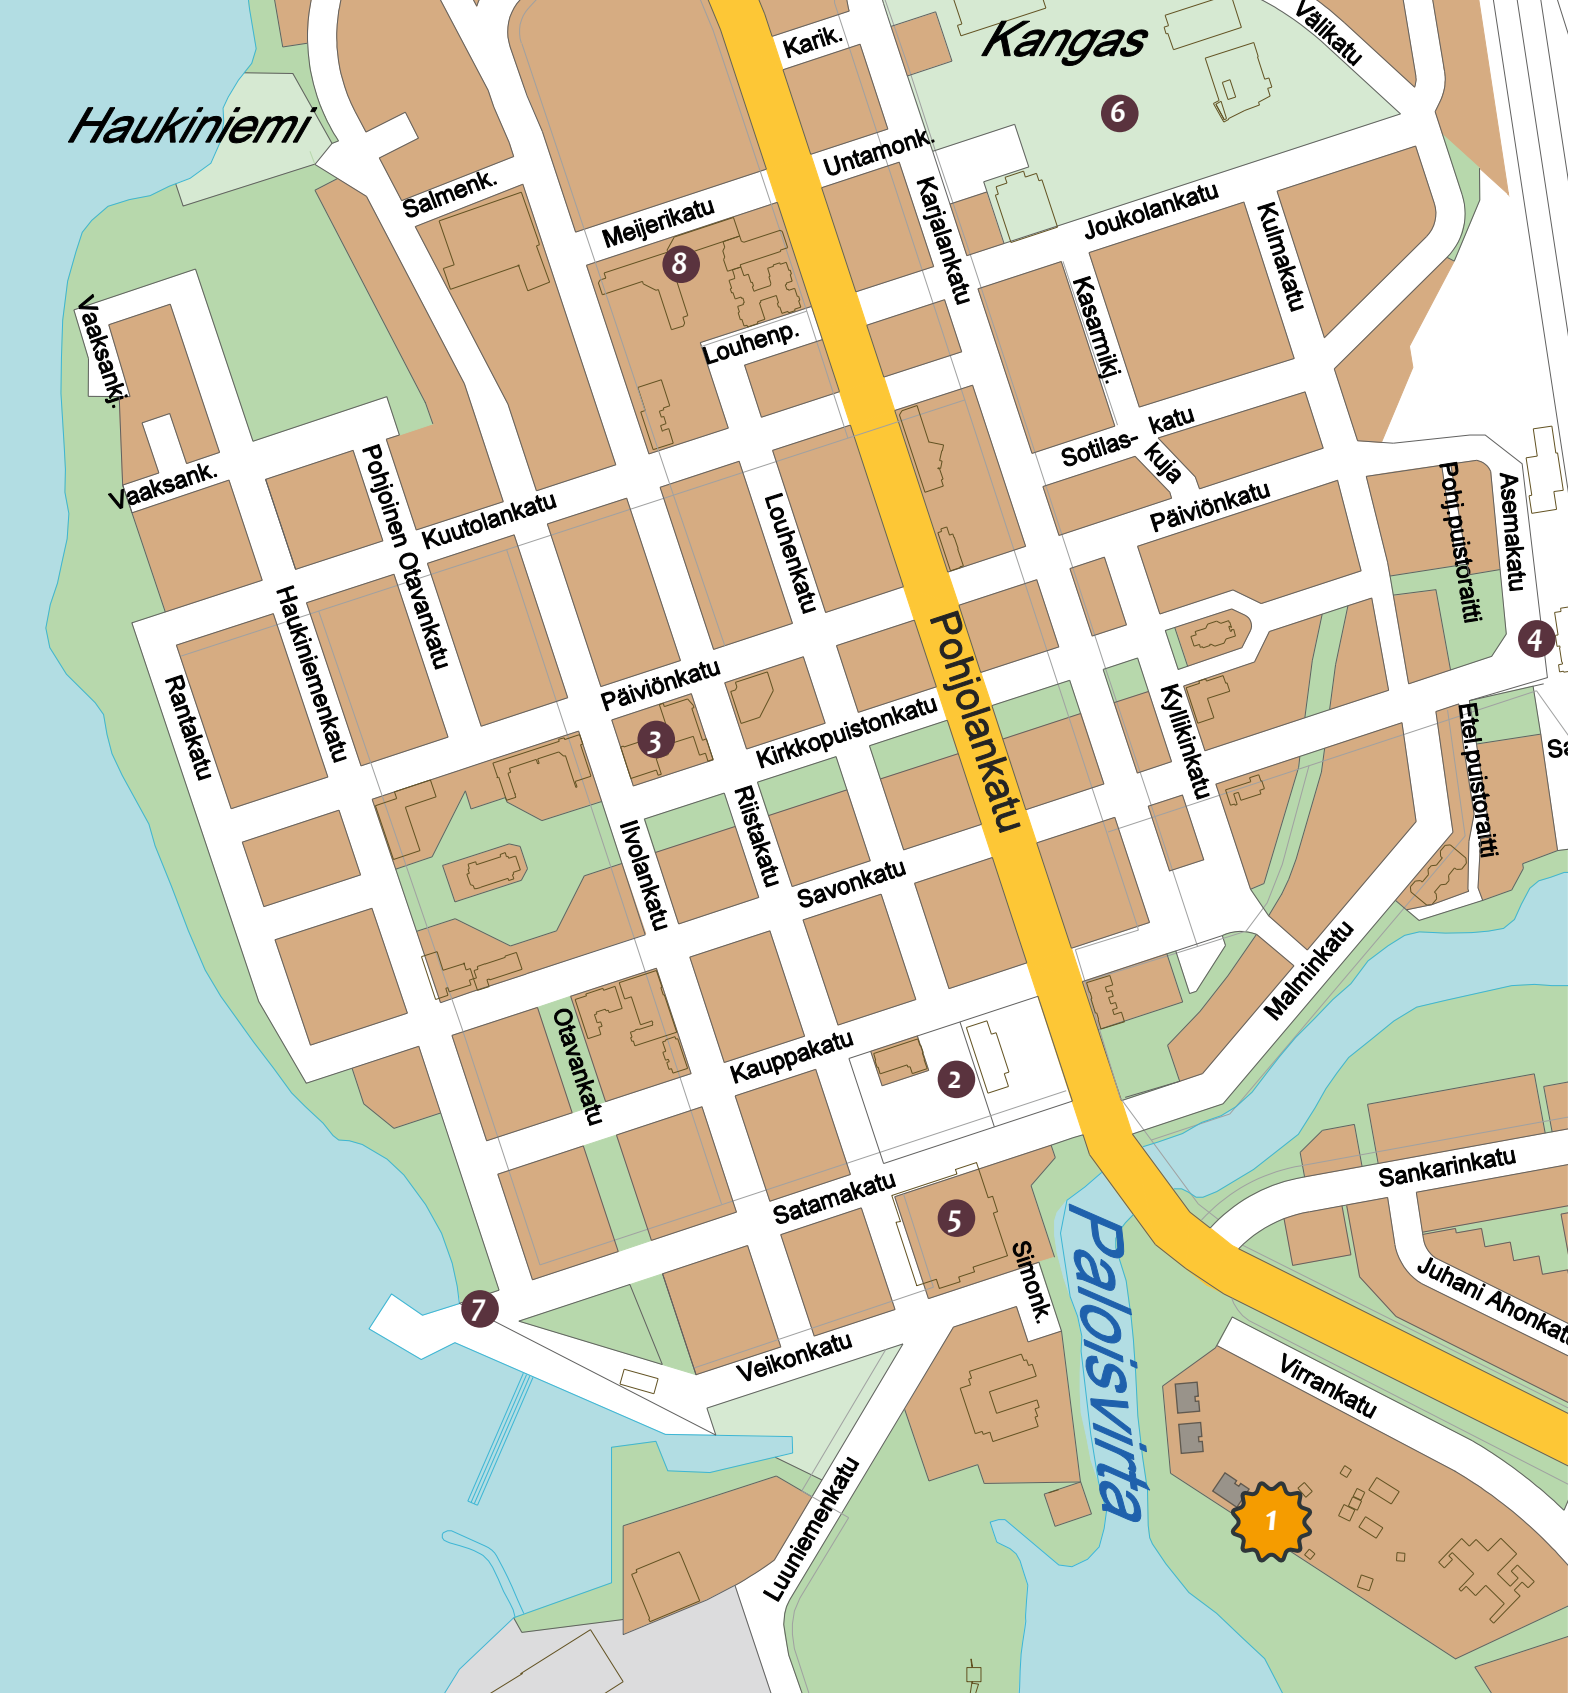 Välikatu
Karik.
Kangas
6
Haukiniemi
Untamonk.
Salmenk.
Karjalankatu
Meijerikatu
Joukolankatu
Kulmakatu
8
Vaaksankj.
Louhenp.
Kasarmikj.
Sotilas-
katu
kuja
Vaaksank.
Pohjoinen Otavankatu
Kuutolankatu
Louhenkatu
Päiviönkatu
Pohj.puistoraitti
Asemakatu
Haukiniemenkatu
Pohjolankatu
4
Rantakatu
Päiviönkatu
3
Kirkkopuistonkatu
Kyllikinkatu
Etel.puistoraitti
Sa
Riistakatu
Ilvolankatu
Savonkatu
Malminkatu
Otavankatu
Kauppakatu
2
Sankarinkatu
Satamakatu
5
Simonk.
Paloisvirta
Juhani Ahonkat
7
Veikonkatu
Virrankatu
Luuniemenkatu
1